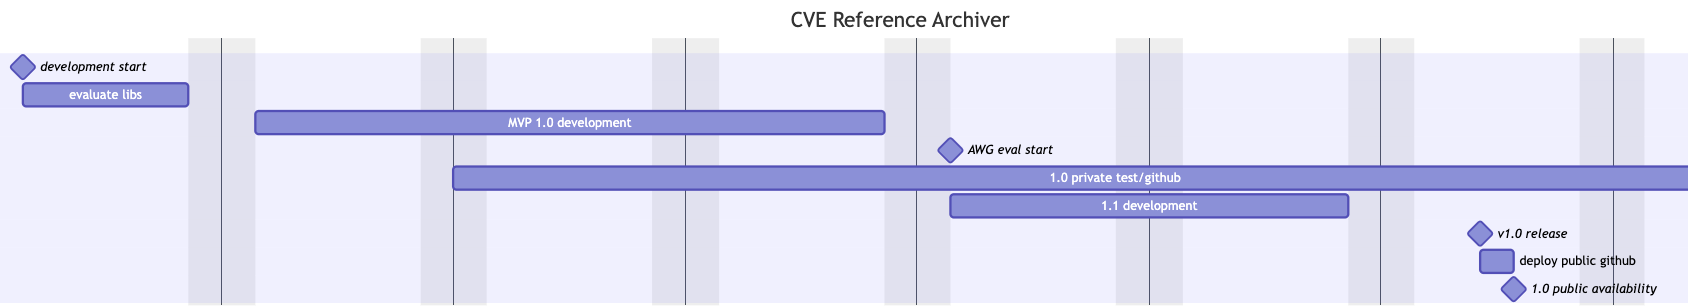 CVE Reference Archiver
development start
evaluate libs
MVP 1.0 development
AWG eval start
1.0 private test/github
1.1 development
v1.0 release
deploy public github
1.0 public availability